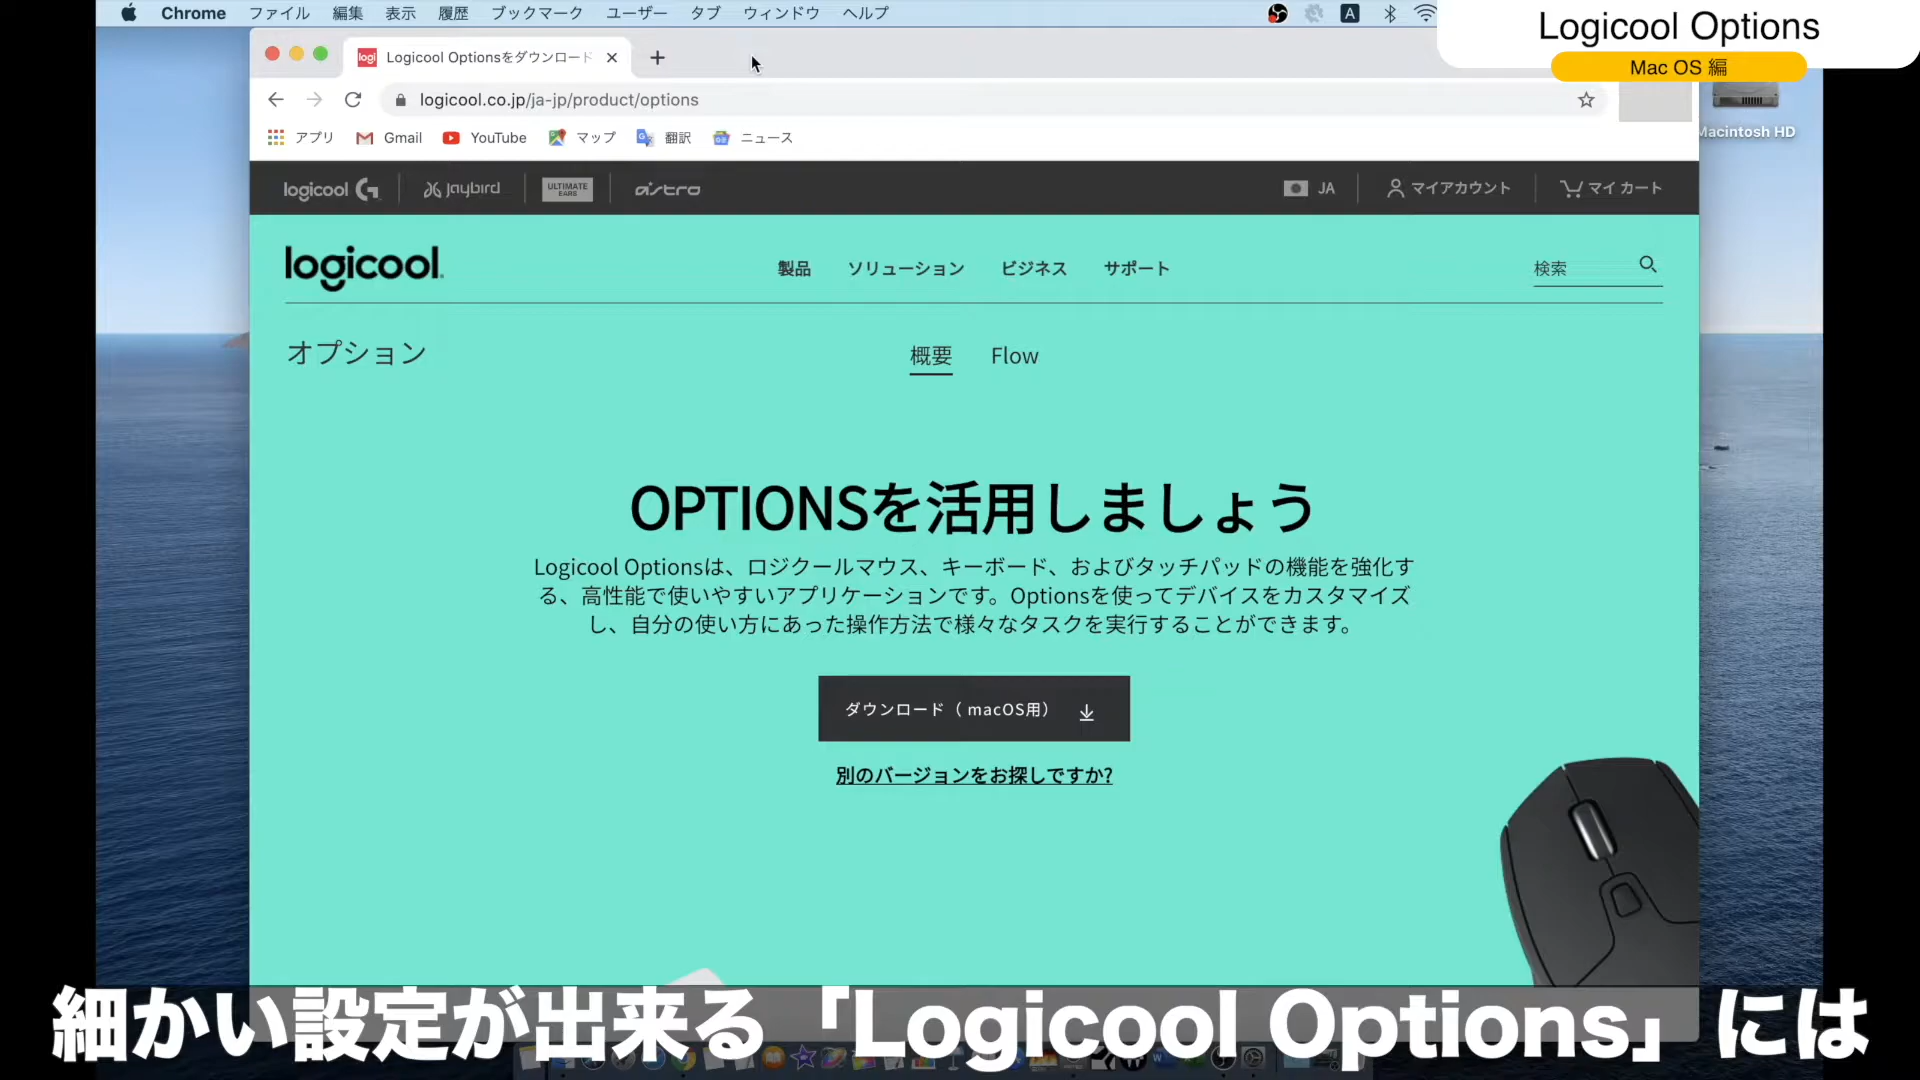 Chrome ファイル 編集 表示 履歴 ブックマーク ユーザー タブ ウィンドウ ヘルプ
A
Logicool Options
Mac OS 編
logi Logicool Optionsをダウンロード
logicool.co.jp/ja-jp/product/options
Macintosh HD
アプリ Gmail YouTube マップ 翻訳 ニュース
logicool G Jaybird ULTIMATE EARS astro JA マイアカウント マイ カート
logicool 製品 ソリューション ビジネス サポート 検索
オプション 概要 Flow
OPTIONSを活用しましょう
Logicool Optionsは、ロジクールマウス、キーボード、およびタッチパッドの機能を強化す
る、高性能で使いやすいアプリケーションです。Optionsを使ってデバイスをカスタマイズ
し、自分の使い方にあった操作方法で様々なタスクを実行することができます。
ダウンロード（ macOS用）
別のバージョンをお探しですか?
細かい設定が出来る「Logicool Options」には